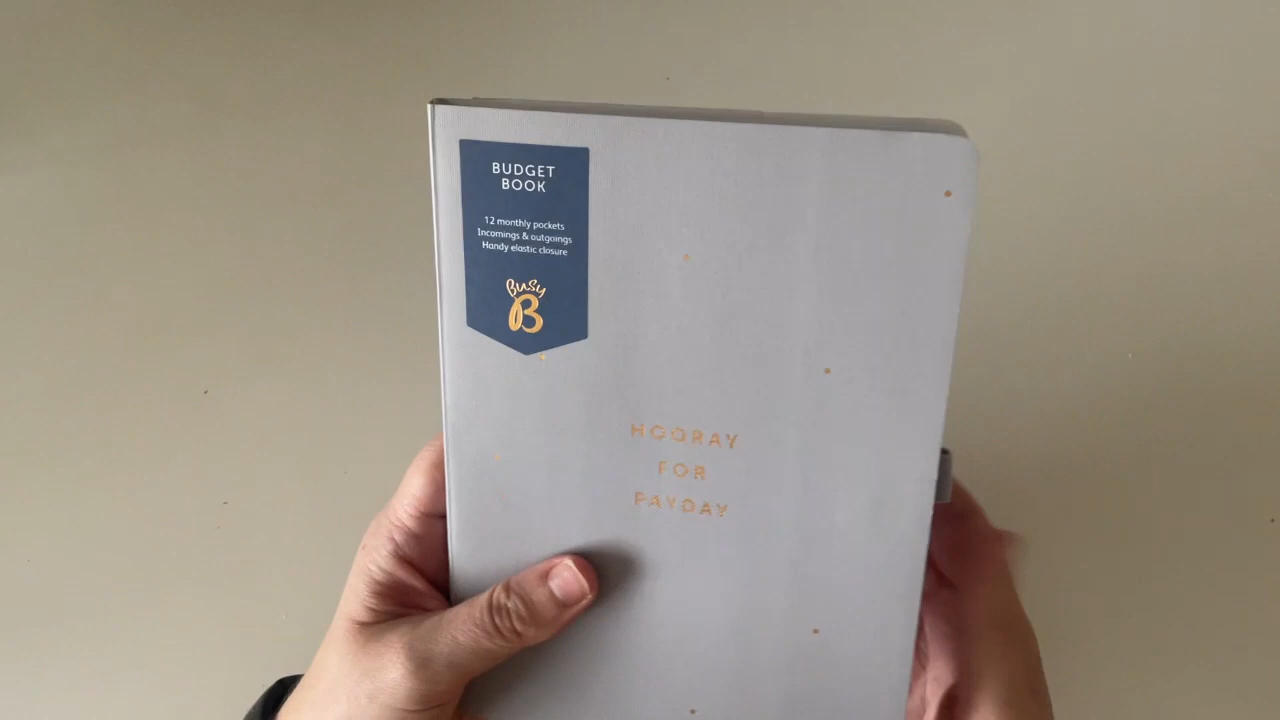 BUDGET
BOOK
12 monthly pockets
Incomings & outgoings
Handy elastic closure
Busy
B
HOORAY
FOR
PAYDAY